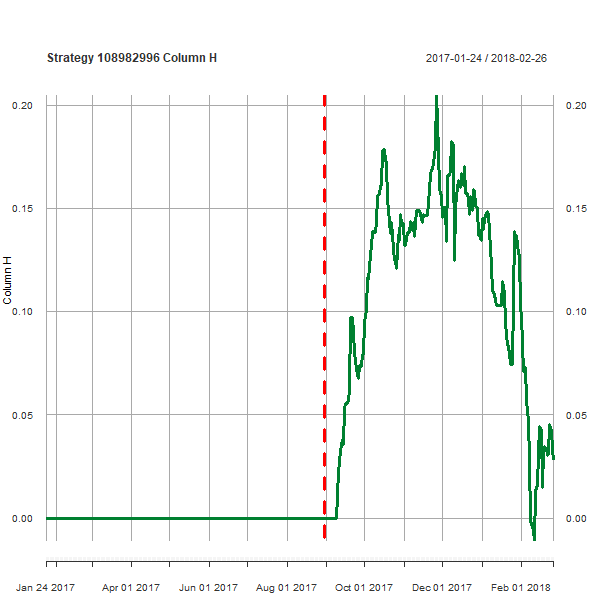 Strategy 108982996 Column H
2017-01-24 / 2018-02-26
0.20 0.20
0.15 0.15
0.10 0.10
0.05 0.05
0.00 0.00
Column H
Jan 24 2017 Apr 01 2017 Jun 01 2017 Aug 01 2017 Oct 01 2017 Dec 01 2017 Feb 01 2018